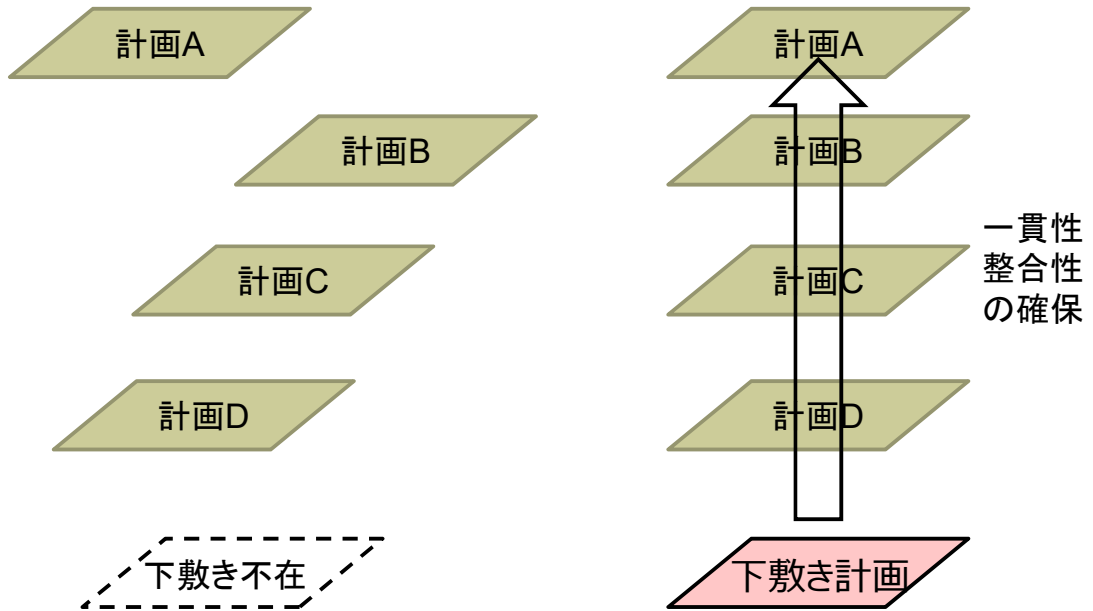 計画A
計画B
計画C
計画D
下敷き不在
計画A
計画B
計画C
計画D
下敷き計画
一貫性
整合性
の確保